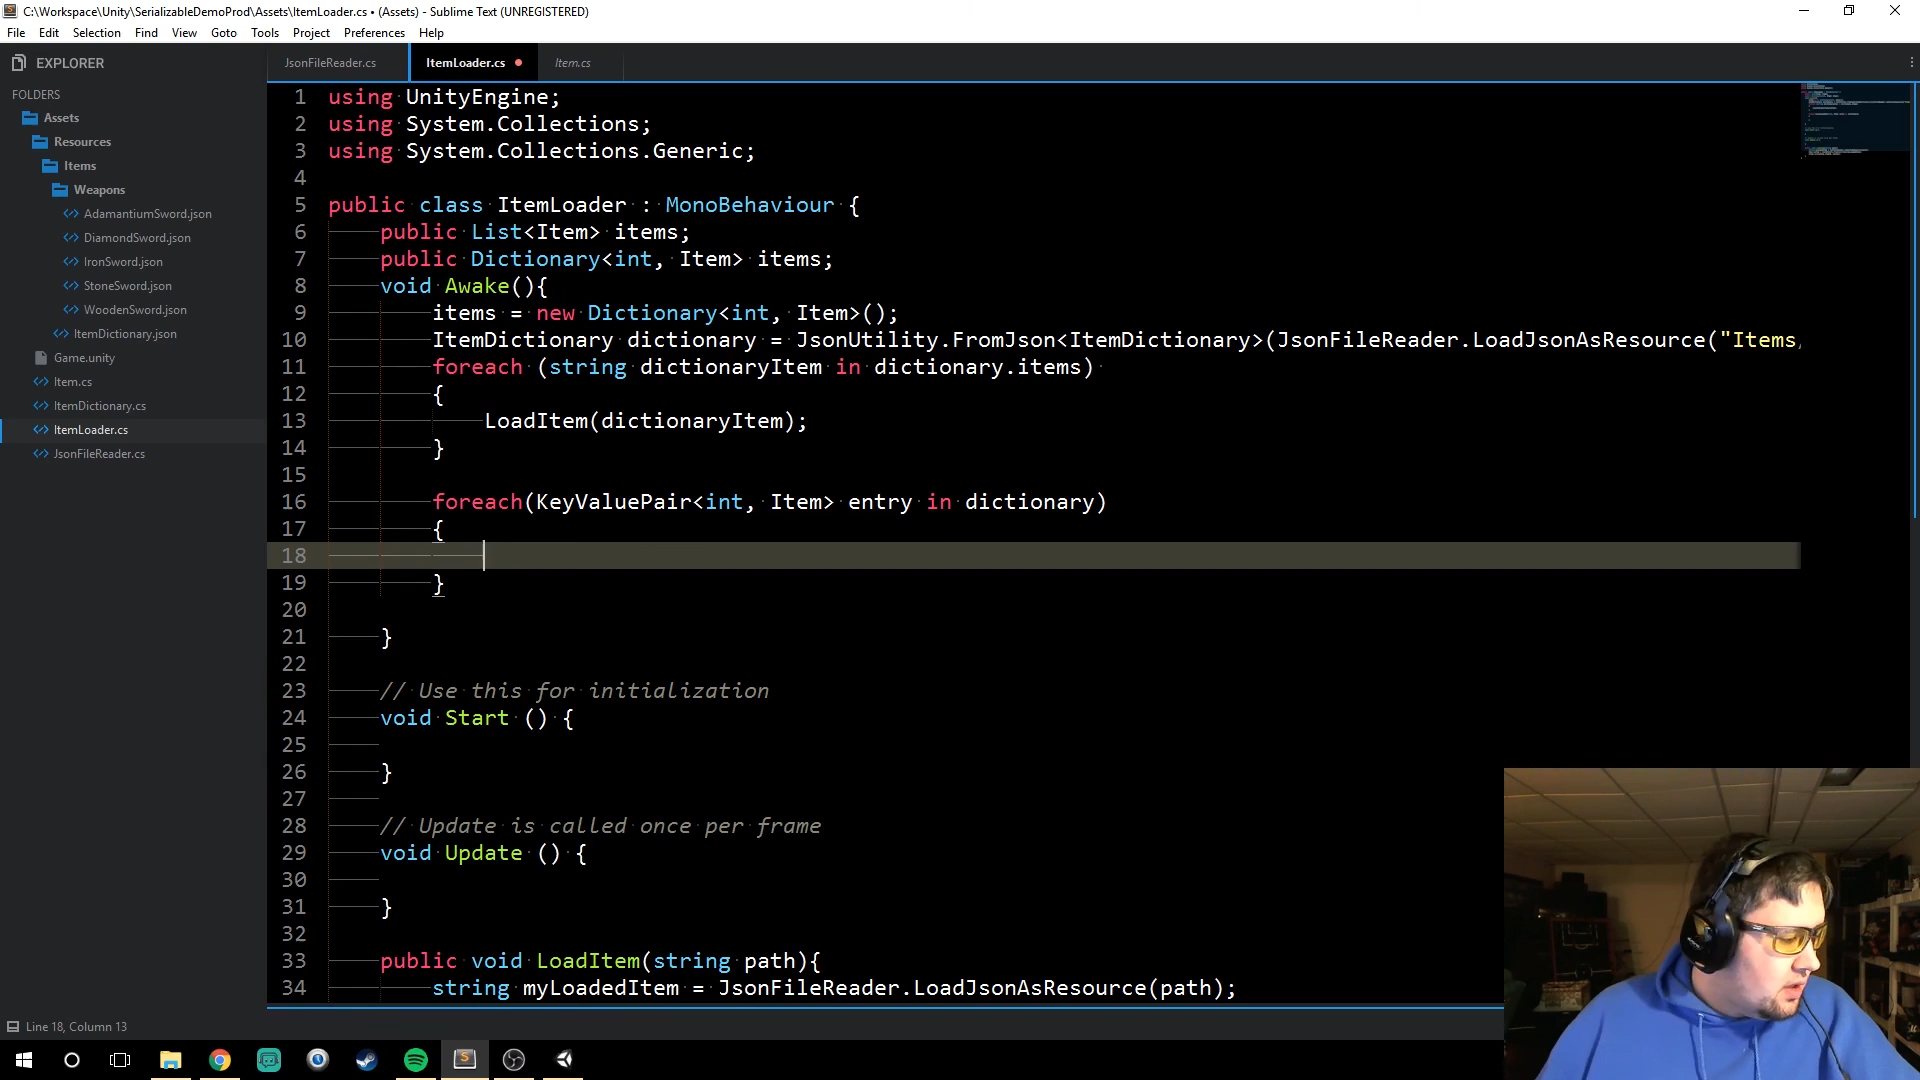 C:\Workspace\Unity\SerializableDemoProd\Assets\ItemLoader.cs • (Assets) - Sublime Text (UNREGISTERED)
File Edit Selection Find View Goto Tools Project Preferences Help
EXPLORER
JsonFileReader.cs ItemLoader.cs Item.cs
FOLDERS
Assets
Resources
Items
Weapons
AdamantiumSword.json
DiamondSword.json
IronSword.json
StoneSword.json
WoodenSword.json
ItemDictionary.json
Game.unity
Item.cs
ItemDictionary.cs
ItemLoader.cs
JsonFileReader.cs
1 using UnityEngine;
2 using System.Collections;
3 using System.Collections.Generic;
4
5 public class ItemLoader : MonoBehaviour {
6 public List<Item> items;
7 public Dictionary<int, Item> items;
8 void Awake(){
9 items = new Dictionary<int, Item>();
10 ItemDictionary dictionary = JsonUtility.FromJson<ItemDictionary>(JsonFileReader.LoadJsonAsResource("Items/
11 foreach (string dictionaryItem in dictionary.items)
12 {
13 LoadItem(dictionaryItem);
14 }
15
16 foreach(KeyValuePair<int, Item> entry in dictionary)
17 {
18
19 }
20
21 }
22
23 // Use this for initialization
24 void Start () {
25
26 }
27
28 // Update is called once per frame
29 void Update () {
30
31 }
32
33 public void LoadItem(string path){
34 string myLoadedItem = JsonFileReader.LoadJsonAsResource(path);
Line 18, Column 13